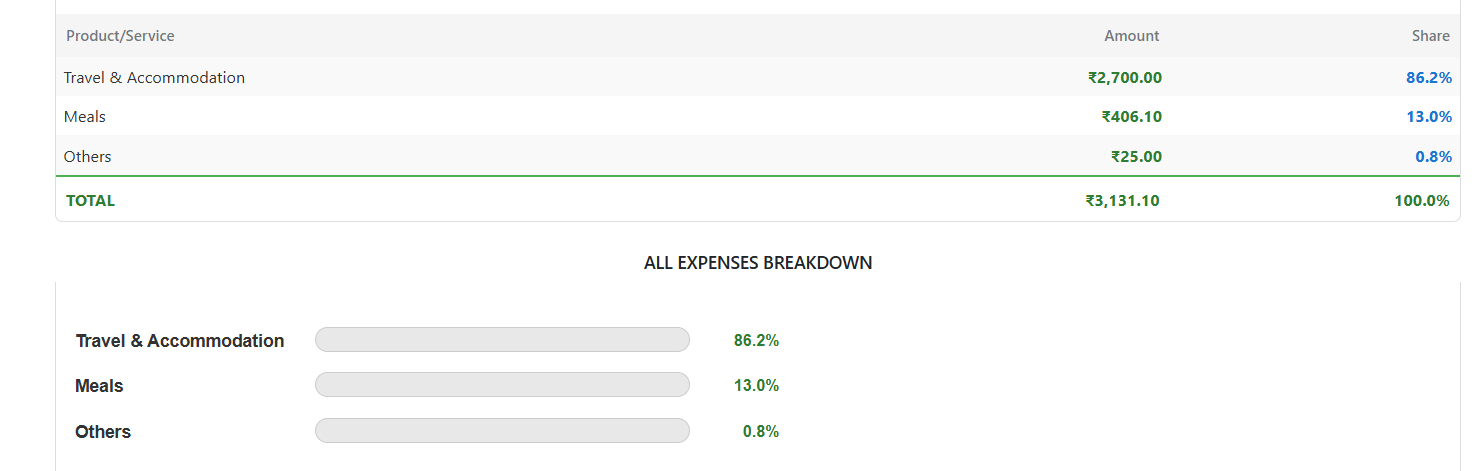 Product/Service Amount Share
Travel & Accommodation ₹2,700.00 86.2%
Meals ₹406.10 13.0%
Others ₹25.00 0.8%
TOTAL ₹3,131.10 100.0%
ALL EXPENSES BREAKDOWN
Travel & Accommodation 86.2%
Meals 13.0%
Others 0.8%